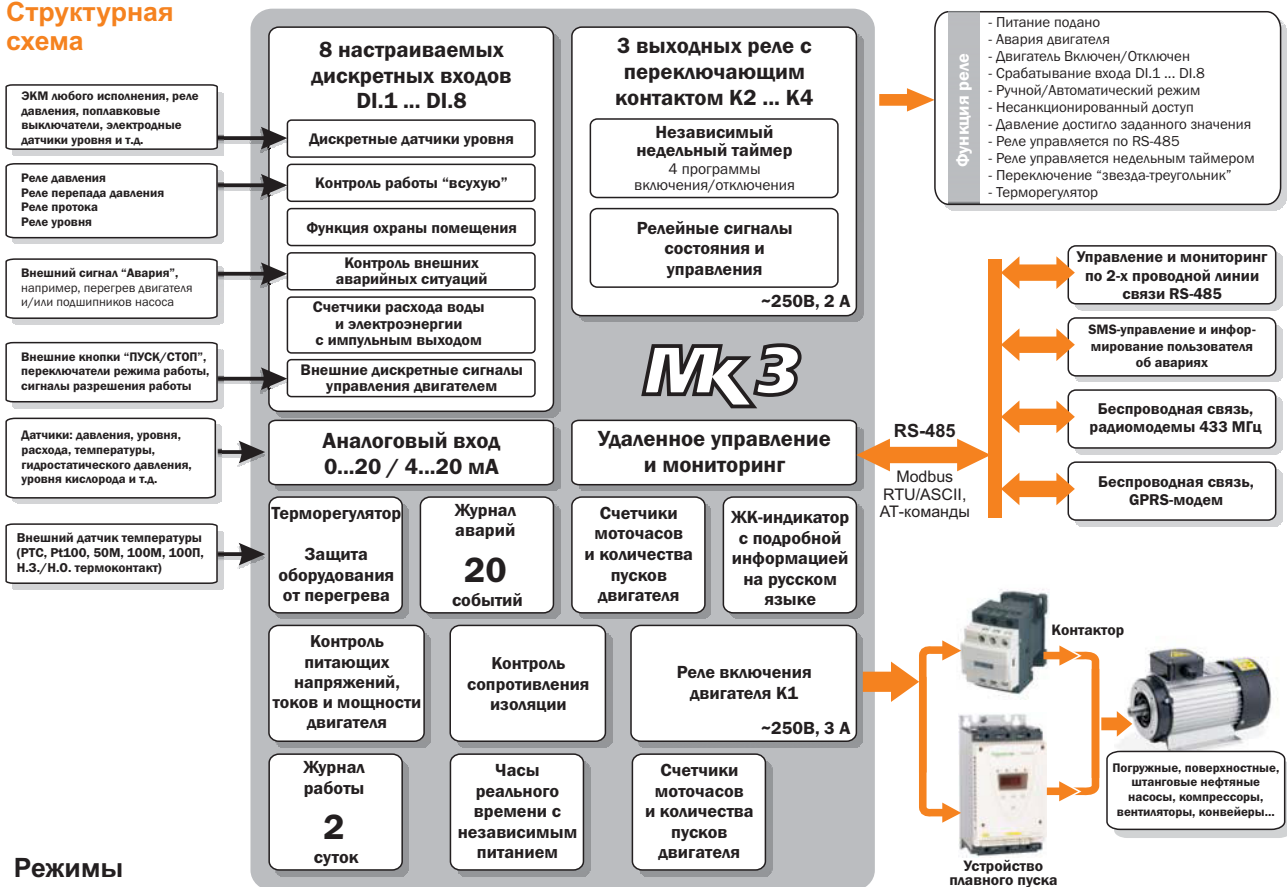 Структурная
схема
ЭКМ любого исполнения, реле
давления, поплавковые
выключатели, электродные
датчики уровня и т.д.
Реле давления
Реле перепада давления
Реле протока
Реле уровня
Внешний сигнал “Авария”,
например, перегрев двигателя
и/или подшипников насоса
Внешние кнопки “ПУСК/СТОП”,
переключатели режима работы,
сигналы разрешения работы
Датчики: давления, уровня,
расхода, температуры,
гидростатического давления,
уровня кислорода и т.д.
Внешний датчик температуры
(PTC, Pt100, 50М, 100М, 100П,
Н.З./Н.О. термоконтакт)
8 настраиваемых
дискретных входов
DI.1 ... DI.8
Дискретные датчики уровня
Контроль работы “всухую”
Функция охраны помещения
Контроль внешних
аварийных ситуаций
Счетчики расхода воды
и электроэнергии
с импульным выходом
Внешние дискретные сигналы
управления двигателем
3 выходных реле с
переключающим
контактом К2 ... К4
Независимый
недельный таймер
4 программы
включения/отключения
Релейные сигналы
состояния и
управления
~250В, 2 А
МК 3
Аналоговый вход
0...20 / 4...20 мА
Удаленное управление
и мониторинг
Терморегулятор
Защита
оборудования
от перегрева
Журнал
аварий
20
событий
Счетчики
моточасов
и количества
пусков
двигателя
ЖК-индикатор
с подробной
информацией
на русском
языке
Контроль
питающих
напряжений,
токов и мощности
двигателя
Контроль
сопротивления
изоляции
Реле включения
двигателя К1
~250В, 3 А
Журнал
работы
2
суток
Часы
реального
времени с
независимым
питанием
Счетчики
моточасов
и количества
пусков
двигателя
Функция реле
- Питание подано
- Авария двигателя
- Двигатель Включен/Отключен
- Срабатывание входа DI.1 ... DI.8
- Ручной/Автоматический режим
- Несанкционированный доступ
- Давление достигло заданного значения
- Реле управляется по RS-485
- Реле управляется недельным таймером
- Переключение “звезда-треугольник”
- Терморегулятор
RS-485
Modbus
RTU/ASCII,
АТ-команды
Управление и мониторинг
по 2-х проводной линии
связи RS-485
SMS-управление и инфор-
мирование пользователя
об авариях
Беспроводная связь,
радиомодемы 433 МГц
Беспроводная связь,
GPRS-модем
Контактор
Погружные, поверхностные,
штанговые нефтяные
насосы, компрессоры,
вентиляторы, конвейеры...
Устройство
плавного пуска
Режимы